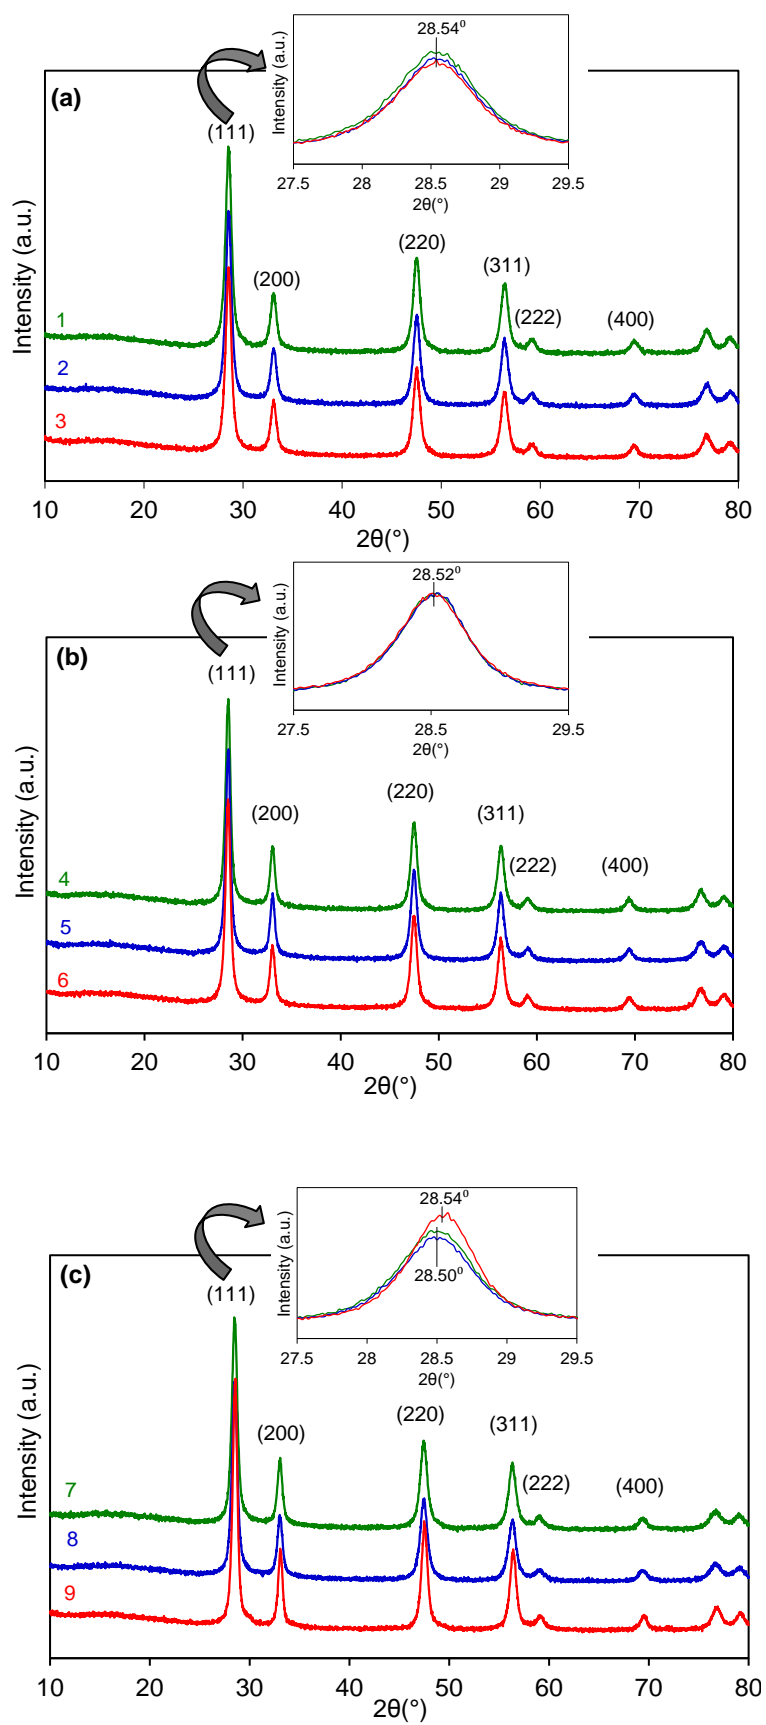 28.54⁰
Intensity (a.u.)
27.5 28 28.5 29 29.5
2θ(°)
(a)
(111)
(200)
(220)
(311)
(222)
(400)
Intensity (a.u.)
1
2
3
10 20 30 40 50 60 70 80
2θ(°)
28.52⁰
Intensity (a.u.)
27.5 28.5 29.5
2θ(°)
(b)
(111)
(200)
(220)
(311)
(222)
(400)
Intensity (a.u.)
4
5
6
10 20 30 40 50 60 70 80
2θ(°)
28.54⁰
28.50⁰
Intensity (a.u.)
27.5 28 28.5 29 29.5
2θ(°)
(c)
(111)
(200)
(220)
(311)
(222)
(400)
Intensity (a.u.)
7
8
9
10 20 30 40 50 60 70 80
2θ(°)